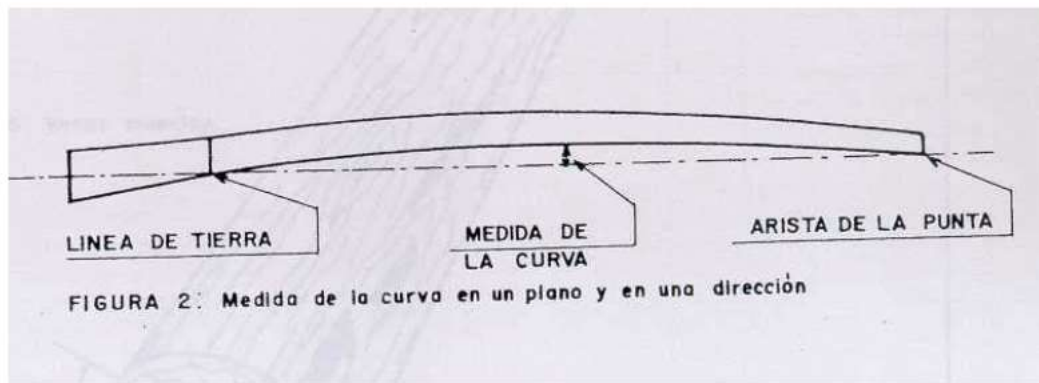 LINEA DE TIERRA
MEDIDA DE
LA CURVA
ARISTA DE LA PUNTA
FIGURA 2: Medida de la curva en un plano y en una dirección